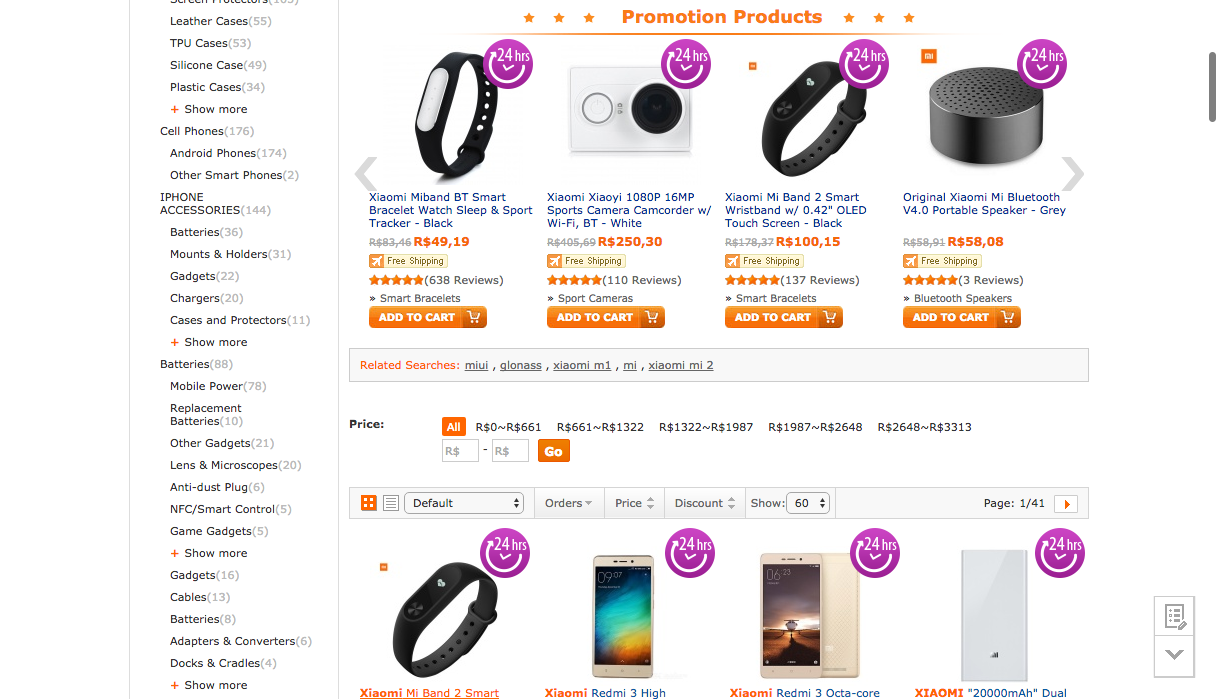 Screen Protectors(103)
Leather Cases(55)
TPU Cases(53)
Silicone Case(49)
Plastic Cases(34)
+ Show more
Cell Phones(176)
Android Phones(174)
Other Smart Phones(2)
IPHONE
ACCESSORIES(144)
Batteries(36)
Mounts & Holders(31)
Gadgets(22)
Chargers(20)
Cases and Protectors(11)
+ Show more
Batteries(88)
Mobile Power(78)
Replacement
Batteries(10)
Other Gadgets(21)
Lens & Microscopes(20)
Anti-dust Plug(6)
NFC/Smart Control(5)
Game Gadgets(5)
+ Show more
Gadgets(16)
Cables(13)
Batteries(8)
Adapters & Converters(6)
Docks & Cradles(4)
+ Show more
Promotion Products
24 hrs
24 hrs
24 hrs
24 hrs
Xiaomi Miband BT Smart
Bracelet Watch Sleep & Sport
Tracker - Black
R$83,46 R$49,19
Free Shipping
(638 Reviews)
» Smart Bracelets
ADD TO CART
Xiaomi Xiaoyi 1080P 16MP
Sports Camera Camcorder w/
Wi-Fi, BT - White
R$405,69 R$250,30
Free Shipping
(110 Reviews)
» Sport Cameras
ADD TO CART
Xiaomi Mi Band 2 Smart
Wristband w/ 0.42" OLED
Touch Screen - Black
R$178,37 R$100,15
Free Shipping
(137 Reviews)
» Smart Bracelets
ADD TO CART
Original Xiaomi Mi Bluetooth
V4.0 Portable Speaker - Grey
R$58,91 R$58,08
Free Shipping
(3 Reviews)
» Bluetooth Speakers
ADD TO CART
Related Searches: miui , glonass , xiaomi m1 , mi , xiaomi mi 2
Price: All R$0~R$661 R$661~R$1322 R$1322~R$1987 R$1987~R$2648 R$2648~R$3313
R$ - R$ Go
Default Orders Price Discount Show: 60 Page: 1/41
24 hrs
24 hrs
24 hrs
24 hrs
09:07
06:23
Xiaomi Mi Band 2 Smart
Xiaomi Redmi 3 High
Xiaomi Redmi 3 Octa-core
XIAOMI "20000mAh" Dual